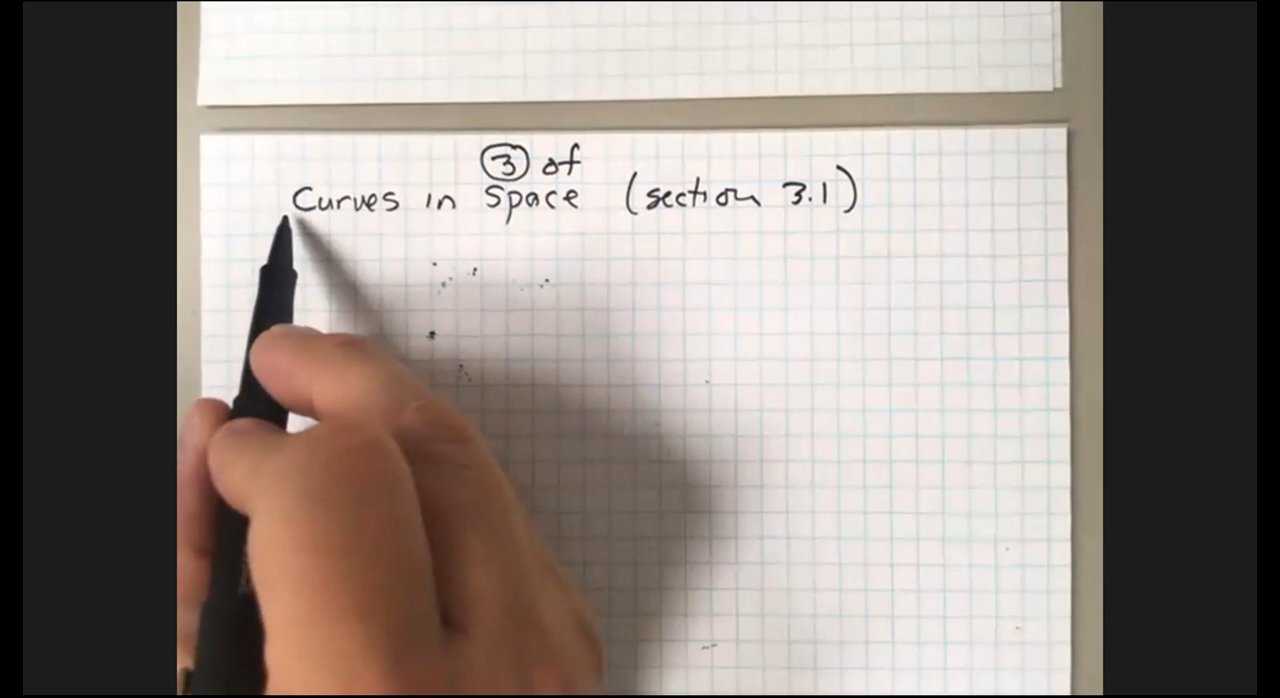 ③ of
Curves in Space (section 3.1)